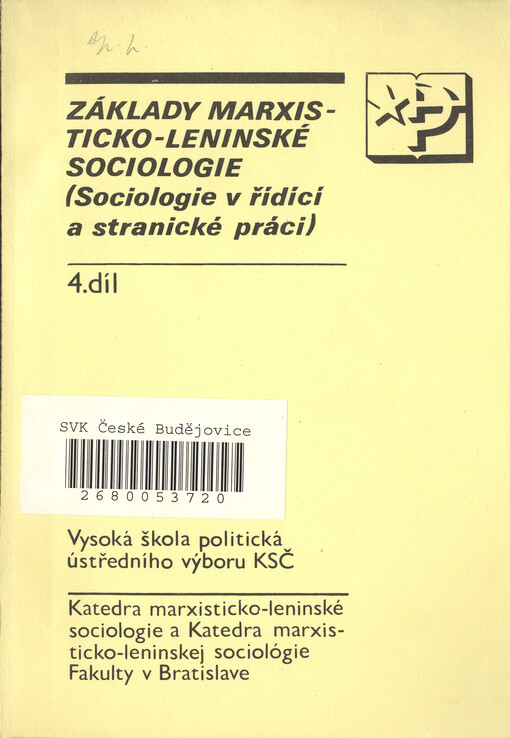 ZÁKLADY MARXIS-
TICKO-LENINSKÉ
SOCIOLOGIE
(Sociologie v řídící
a stranické práci)
4.díl
SVK České Budějovice
2680053720
Vysoká škola politická
ústředního výboru KSČ
Katedra marxisticko-leninské
sociologie a Katedra marxis-
ticko-leninskej sociológie
Fakulty v Bratislave